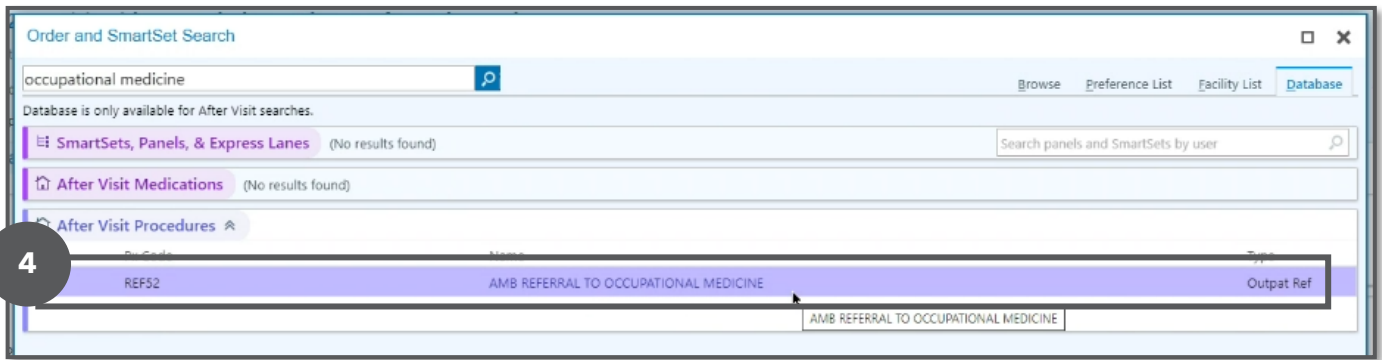 Order and SmartSet Search
occupational medicine
Browse Preference List Facility List Database
Database is only available for After Visit searches.
SmartSets, Panels, & Express Lanes (No results found)
Search panels and SmartSets by user
After Visit Medications (No results found)
After Visit Procedures
4
Name
REF52 AMB REFERRAL TO OCCUPATIONAL MEDICINE Outpat Ref
AMB REFERRAL TO OCCUPATIONAL MEDICINE